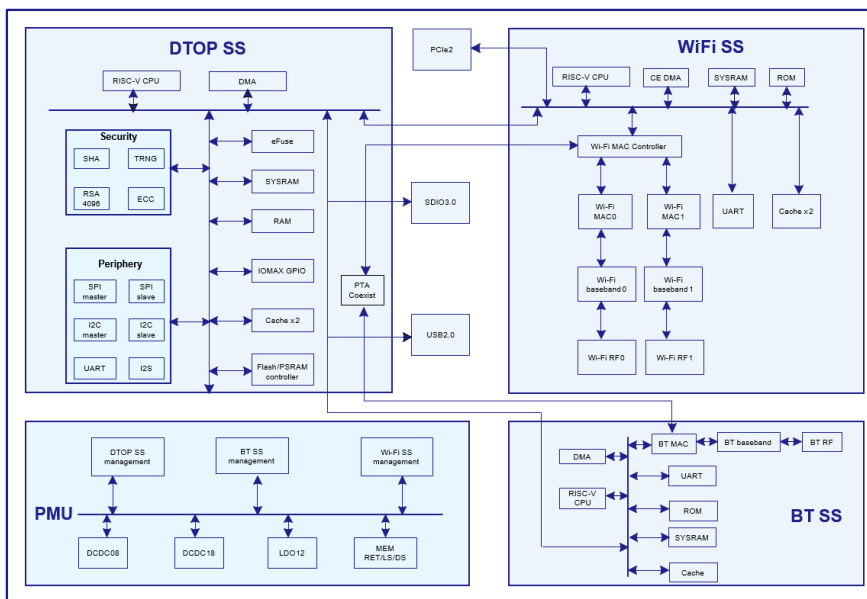 DTOP SS
RISC-V CPU
DMA
Security
SHA
TRNG
RSA
4096
ECC
Periphery
SPI
master
SPI
slave
I2C
master
I2C
slave
UART
I2S
eFuse
SYSRAM
RAM
IOMAX GPIO
Cache x2
Flash/PSRAM
controller
PCIe2
SDIO3.0
PTA
Coexist
USB2.0
WiFi SS
RISC-V CPU
CE DMA
SYSRAM
ROM
Wi-Fi MAC Controller
Wi-Fi
MAC0
Wi-Fi
MAC1
UART
Cache x2
Wi-Fi
baseband 0
Wi-Fi
baseband 1
Wi-Fi RF0
Wi-Fi RF1
PMU
DTOP SS
management
BT SS
management
Wi-Fi SS
management
DCDC08
DCDC18
LDO12
MEM
RET/LS/DS
BT SS
BT MAC
BT baseband
BT RF
DMA
UART
RISC-V
CPU
ROM
SYSRAM
Cache